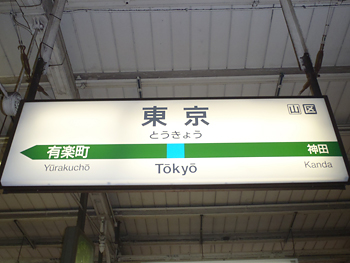 東京
山 区
とうきょう
有楽町
神田
Yūrakuchō
Tōkyō
Kanda